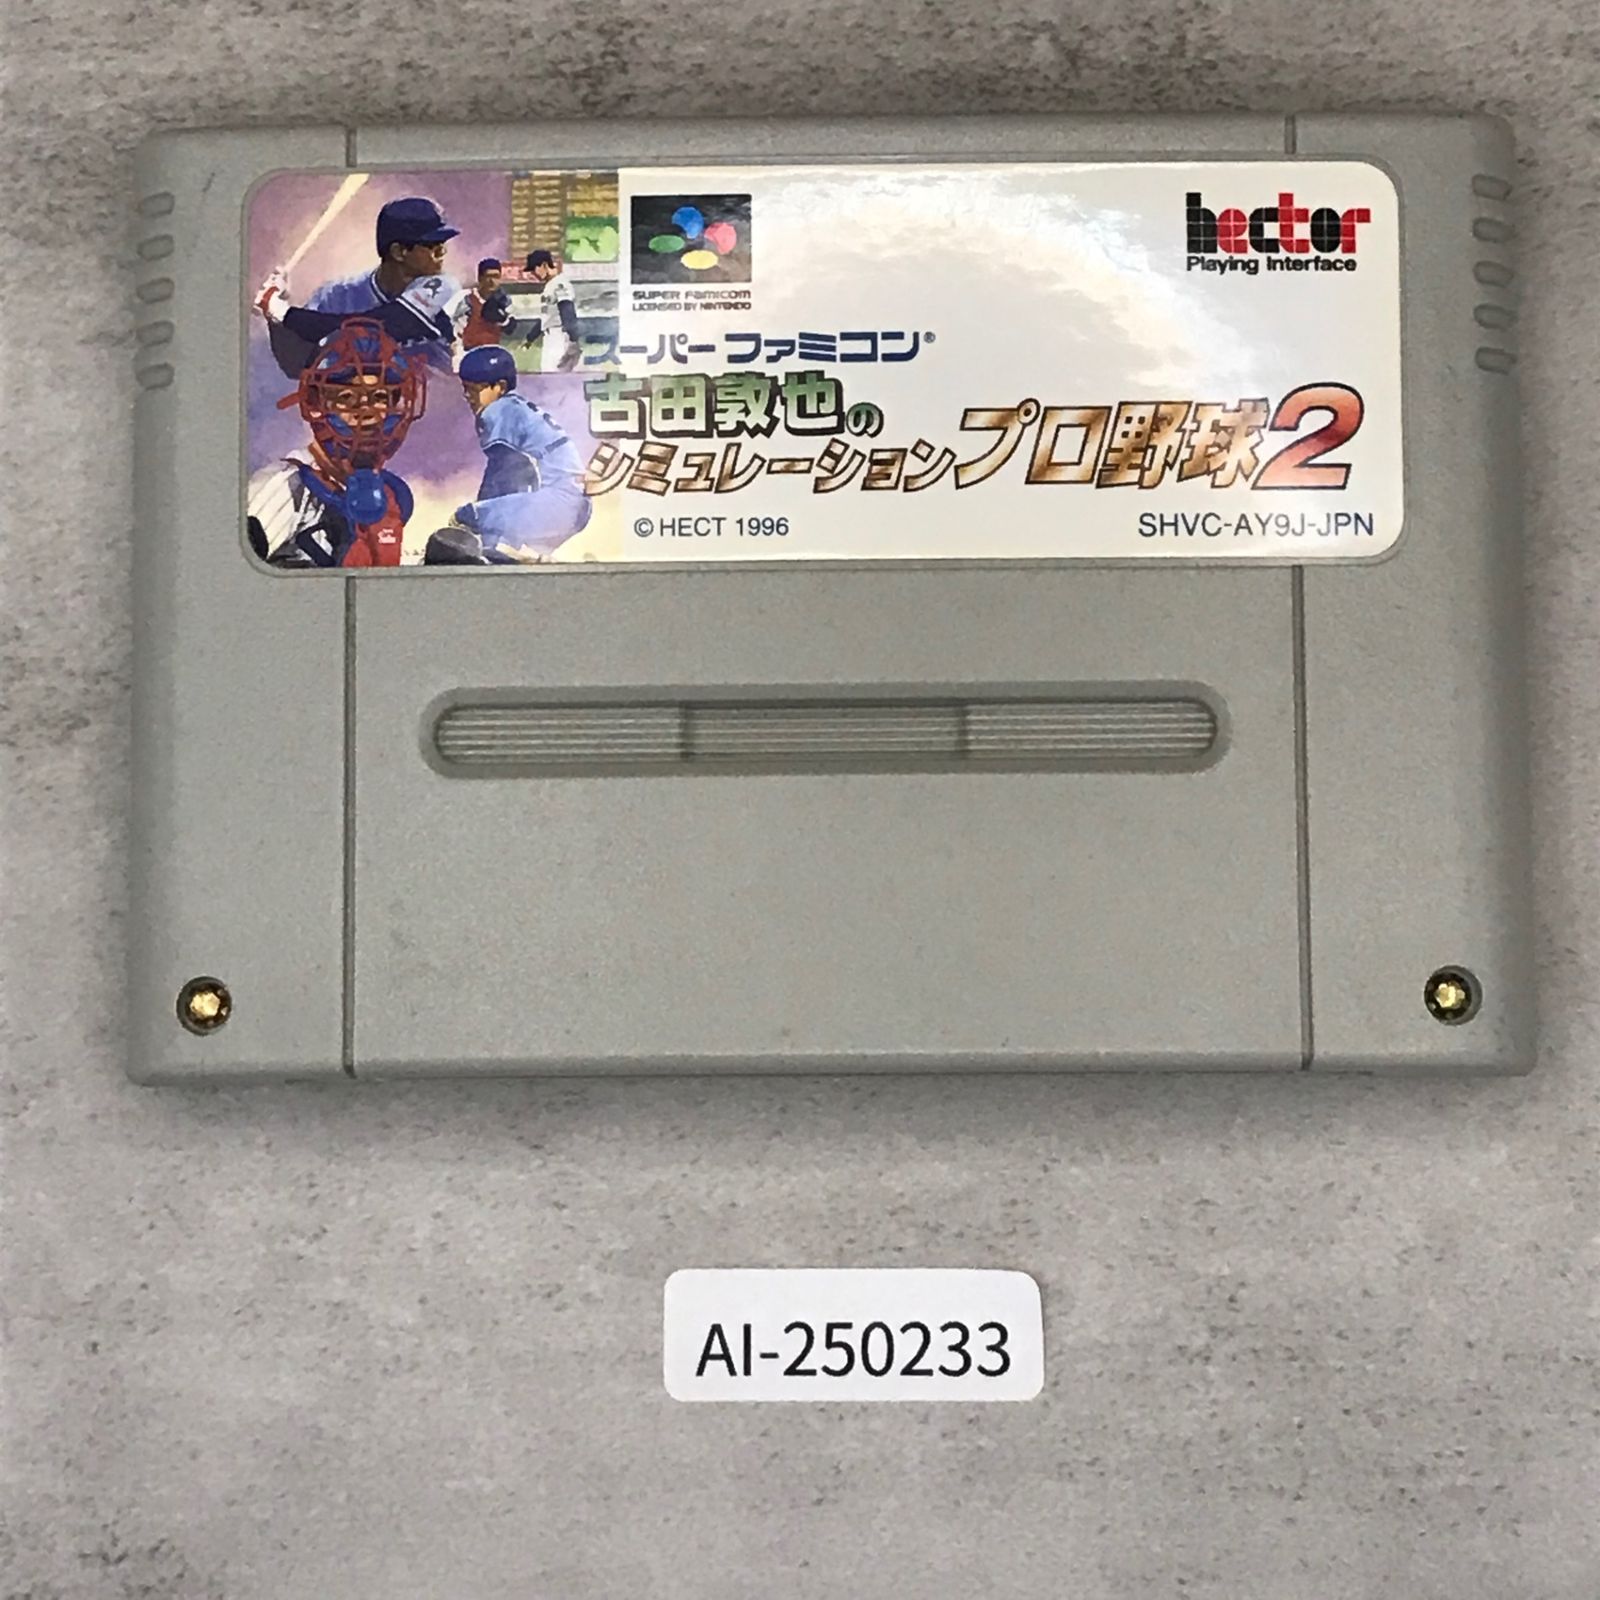 hector
Playing Interface
SUPER FAMICOM
LICENSED BY NINTENDO
スーパーファミコン®
古田敦也の
シミュレーションプロ野球2
© HECT 1996
SHVC-AY9J-JPN
AI-250233